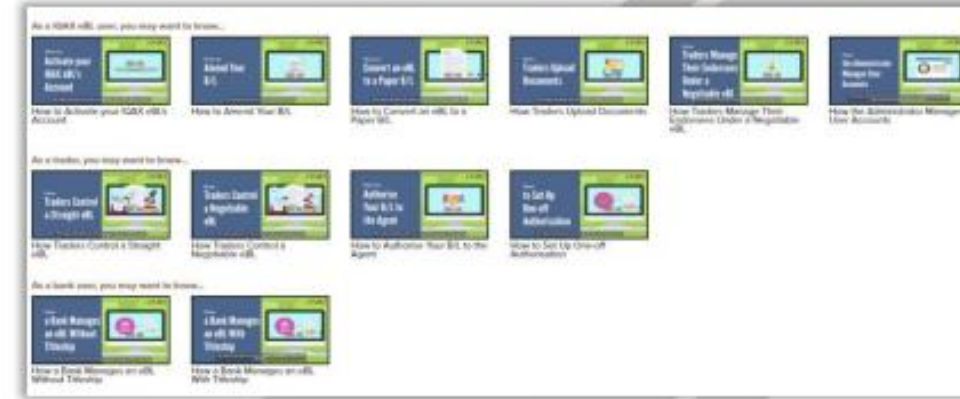 As a IQAX eBL user, you may want to know...
Activate your
IQAX eBL's
Account
Amend Your
B/L
Convert an eBL
to a Paper B/L
Traders Upload
Documents
Traders Manage
Their Endorsees
Under a
Negotiable eBL
the Administrator
Manages User
Accounts
How to Activate your IQAX eBL's
Account
How to Amend Your B/L
How to Convert an eBL to a
Paper B/L
How Traders Upload Documents
How Traders Manage Their
Endorsees Under a Negotiable
eBL
How the Administrator Manages
User Accounts
As a trader, you may want to know...
Traders Control
a Straight eBL
Traders Control
a Negotiable
eBL
Authorise
Your B/L to
the Agent
to Set Up
One-off
Authorisation
How Traders Control a Straight
eBL
How Traders Control a
Negotiable eBL
How to Authorise Your B/L to the
Agent
How to Set Up One-off
Authorisation
As a bank user, you may want to know...
a Bank Manages
an eBL Without
Titleship
a Bank Manages
an eBL With
Titleship
How a Bank Manages an eBL
Without Titleship
How a Bank Manages an eBL
With Titleship